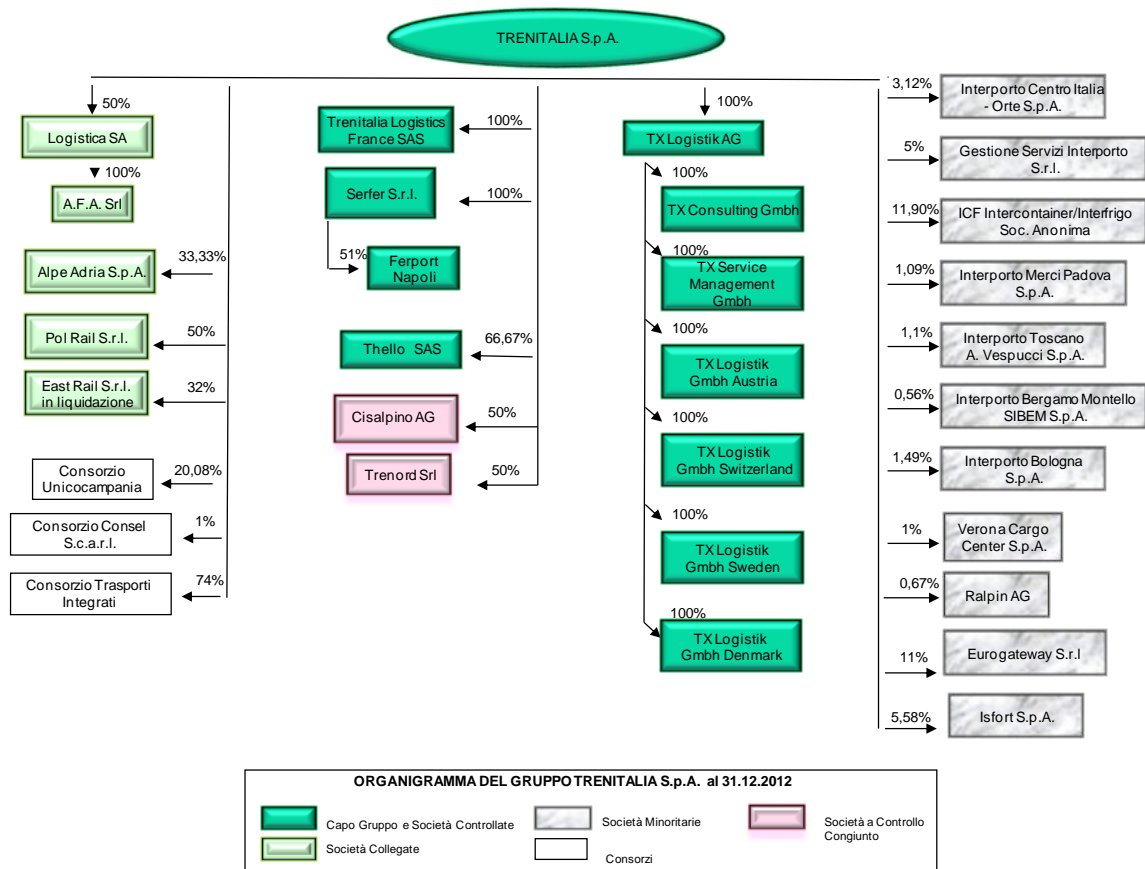 TRENITALIA S.p.A.
50%
Logistica SA
100%
A.F.A. Srl
33,33%
Alpe Adria S.p.A.
50%
Pol Rail S.r.l.
32%
East Rail S.r.l.
in liquidazione
20,08%
Consorzio
Unicocampania
1%
Consorzio Consel
S.c.a.r.l.
74%
Consorzio Trasporti
Integrati
100%
Trenitalia Logistics
France SAS
100%
Serfer S.r.l.
51%
Ferport
Napoli
66,67%
Thello SAS
50%
Cisalpino AG
50%
Trenord Srl
100%
TX Logistik AG
100%
TX Consulting Gmbh
100%
TX Service
Management
Gmbh
100%
TX Logistik
Gmbh Austria
100%
TX Logistik
Gmbh Switzerland
100%
TX Logistik
Gmbh Sweden
100%
TX Logistik
Gmbh Denmark
3,12%
Interporto Centro Italia
- Orte S.p.A.
5%
Gestione Servizi Interporto
S.r.l.
11,90%
ICF Intercontainer/Interfrigo
Soc. Anonima
1,09%
Interporto Merci Padova
S.p.A.
1,1%
Interporto Toscano
A. Vespucci S.p.A.
0,56%
Interporto Bergamo Montello
SIBEM S.p.A.
1,49%
Interporto Bologna
S.p.A.
1%
Verona Cargo
Center S.p.A.
0,67%
Ralpin AG
11%
Eurogateway S.r.l
5,58%
Isfort S.p.A.
ORGANIGRAMMA DEL GRUPPO TRENITALIA S.p.A. al 31.12.2012
Capo Gruppo e Società Controllate
Società Collegate
Società Minoritarie
Consorzi
Società a Controllo
Congiunto